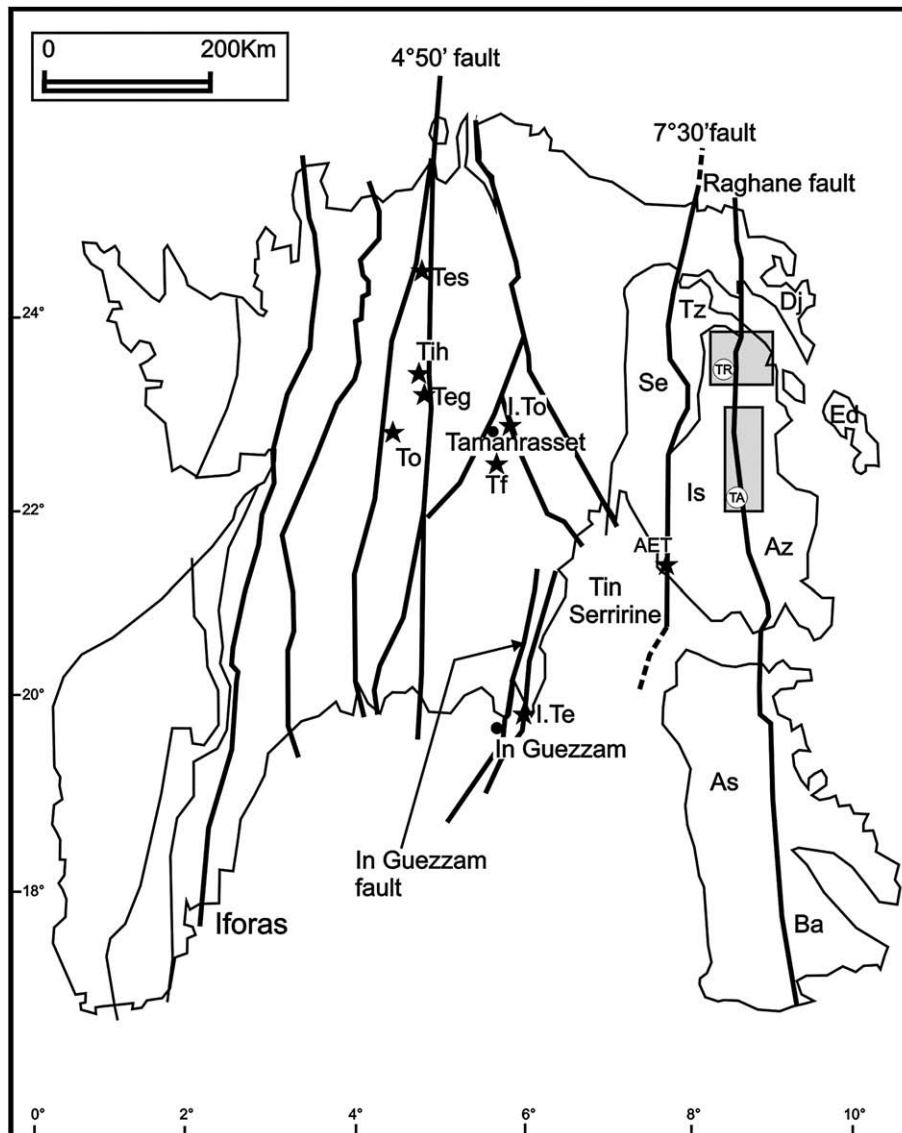 0 200Km
4°50' fault
7°30'fault
Raghane fault
24°
Tes
Tz
Dj
Tih
Teg
TR
Se
I.To
Ed
To
Tamanrasset
Tf
22°
Is
TA
AET
Az
Tin
Serririne
20°
I.Te
In Guezzam
As
In Guezzam
fault
18°
Iforas
Ba
0° 2° 4° 6° 8° 10°